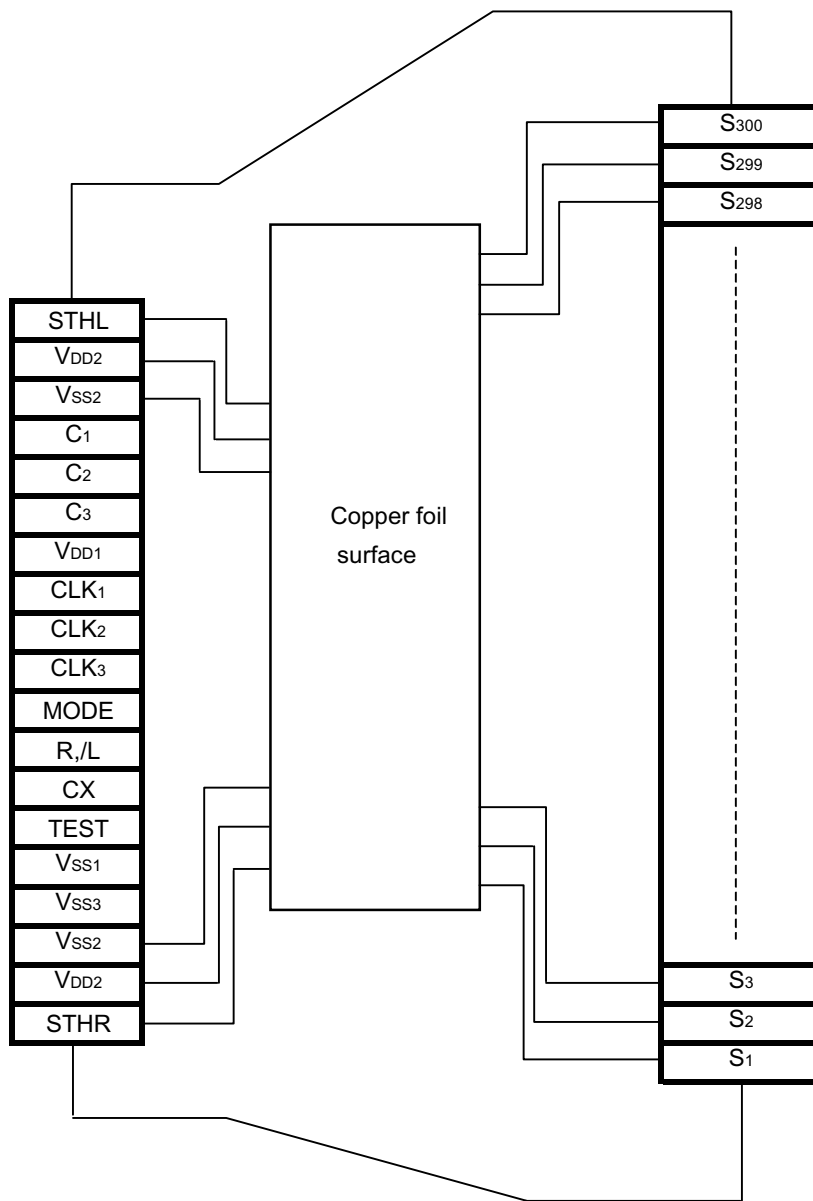 STHL
VDD2
VSS2
C1
C2
C3
VDD1
CLK1
CLK2
CLK3
MODE
R,/L
CX
TEST
VSS1
VSS3
VSS2
VDD2
STHR
Copper foil
surface
S300
S299
S298
S3
S2
S1